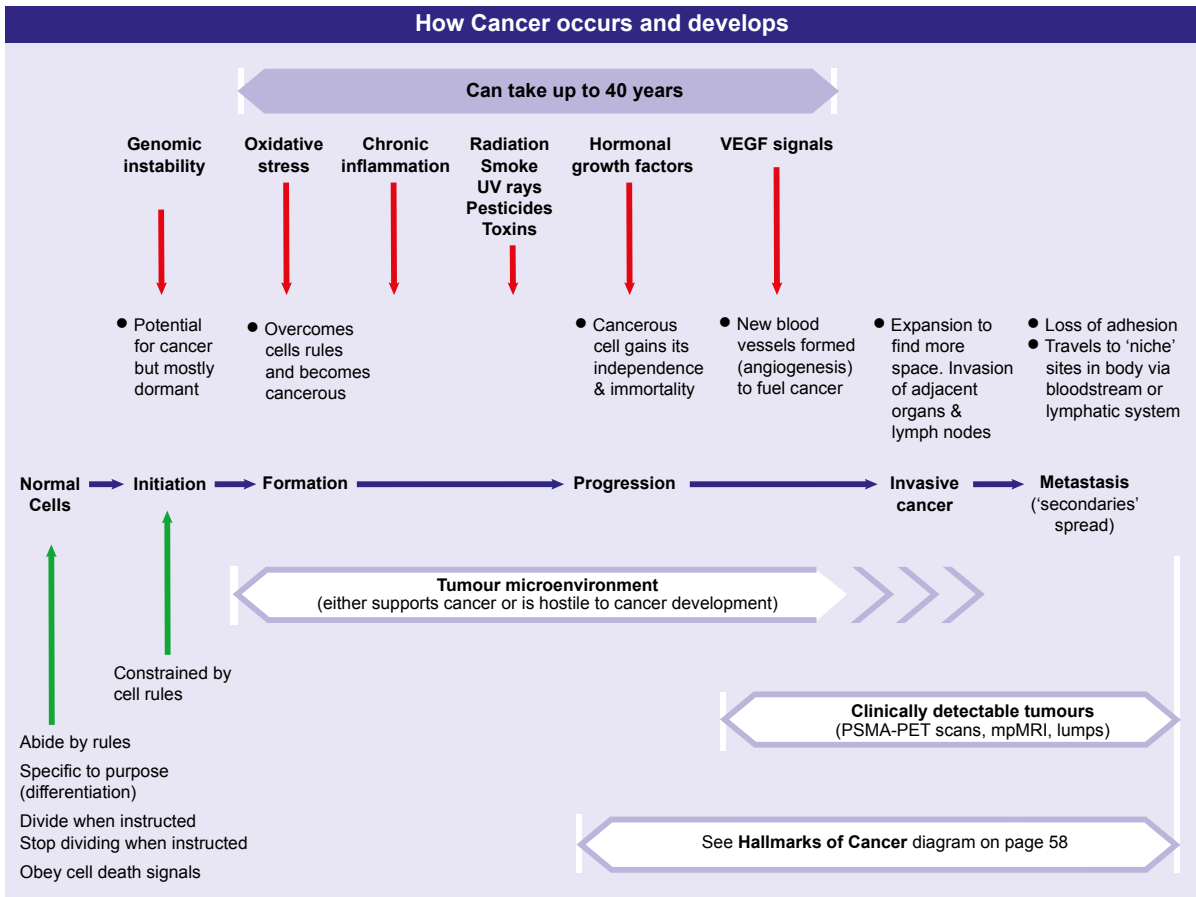 How Cancer occurs and develops
Can take up to 40 years
Genomic
instability
Oxidative
stress
Chronic
inflammation
Radiation
Smoke
UV rays
Pesticides
Toxins
Hormonal
growth factors
VEGF signals
● Potential
for cancer
but mostly
dormant
● Overcomes
cells rules
and becomes
cancerous
● Cancerous
cell gains its
independence
& immortality
● New blood
vessels formed
(angiogenesis)
to fuel cancer
● Expansion to
find more
space. Invasion
of adjacent
organs &
lymph nodes
● Loss of adhesion
● Travels to ‘niche’
sites in body via
bloodstream or
lymphatic system
Normal
Cells
Initiation
Formation
Progression
Invasive
cancer
Metastasis
(‘secondaries’
spread)
Tumour microenvironment
(either supports cancer or is hostile to cancer development)
Constrained by
cell rules
Clinically detectable tumours
(PSMA-PET scans, mpMRI, lumps)
Abide by rules
Specific to purpose
(differentiation)
Divide when instructed
Stop dividing when instructed
Obey cell death signals
See Hallmarks of Cancer diagram on page 58